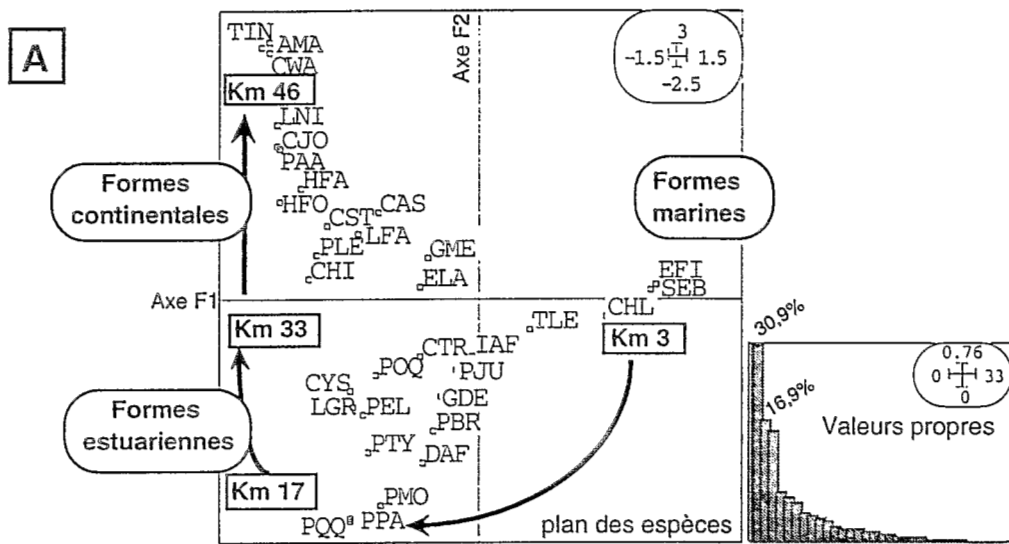 A
TIN
AMA
CWA
Km 46
LNI
CJO
PAA
HFA
HFO
CST
CAS
LFA
PLE
GME
CHI
ELA
Axe F2
3
-1.5
1.5
-2.5
Formes
continentales
Formes
marines
EFI
SEB
Axe F1
CHL
TLE
Km 33
Km 3
CTR
IAF
POQ
PJU
CYS
LGR
PEL
GDE
PBR
PTY
DAF
Formes
estuariennes
Km 17
PMO
PQQ
PPA
plan des espèces
30,9%
16,9%
0.76
0
33
0
Valeurs propres